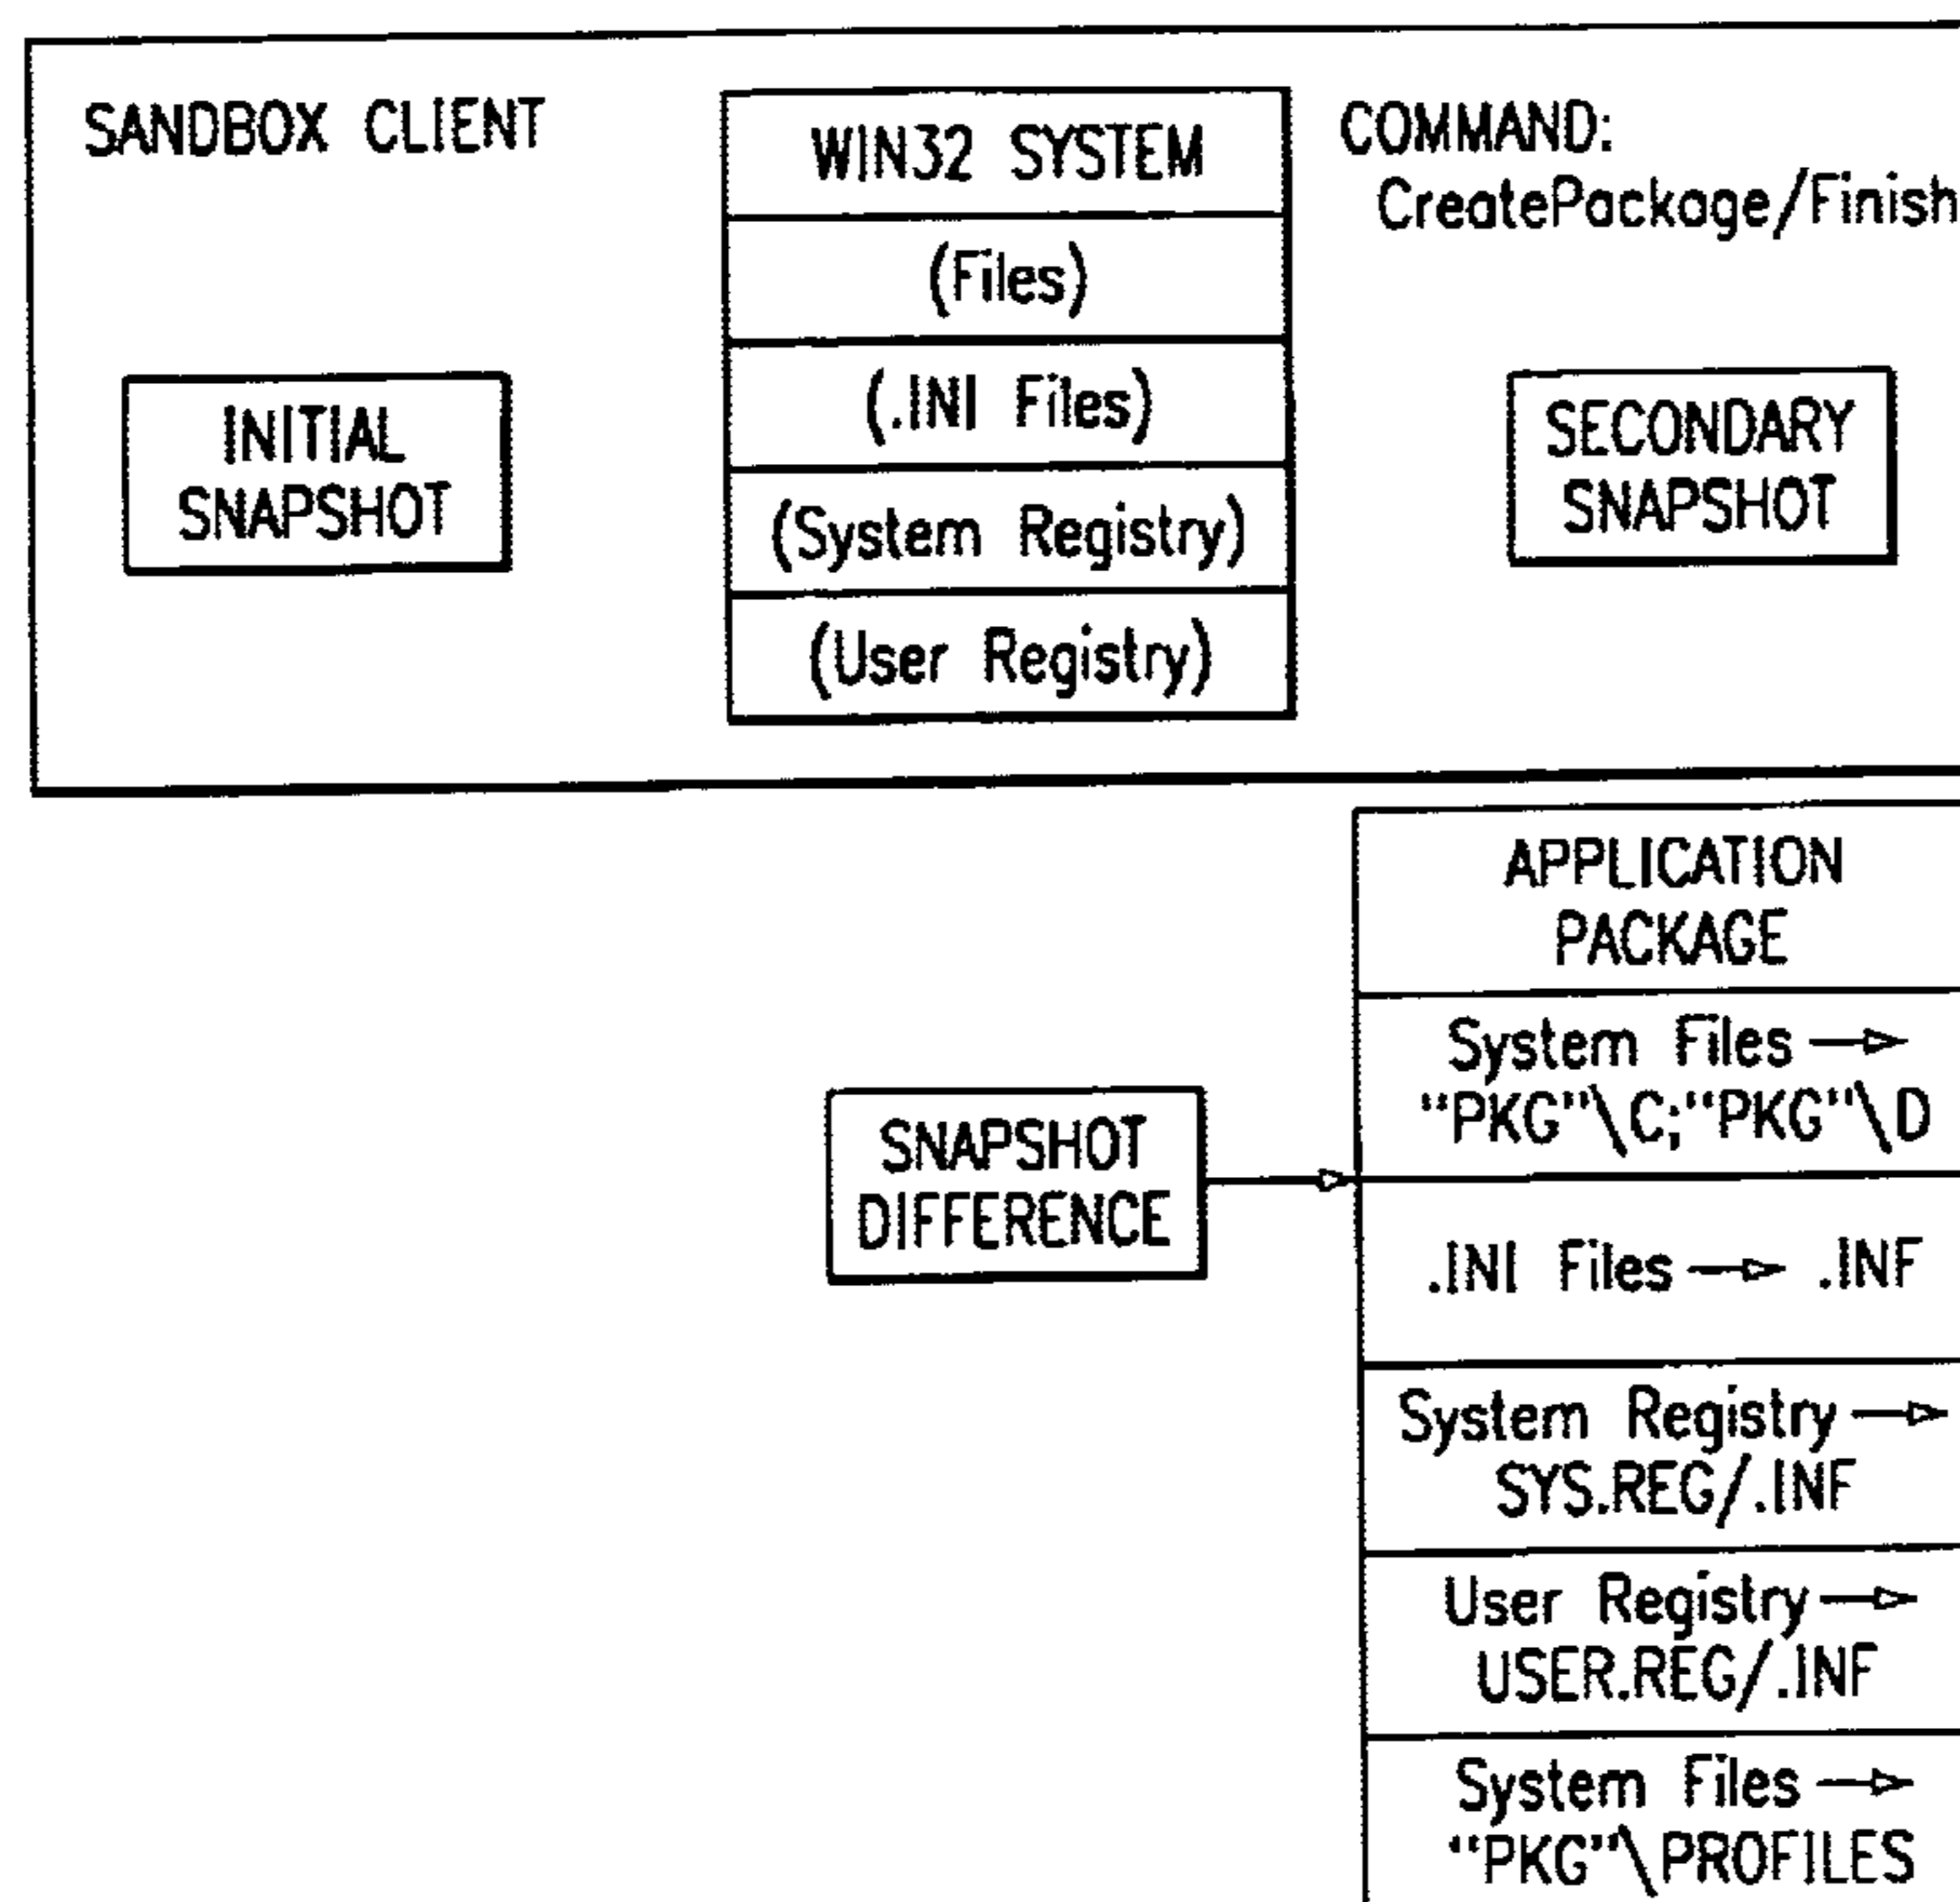 SANDBOX CLIENT
WIN32 SYSTEM
(Files)
(.INI Files)
(System Registry)
(User Registry)
COMMAND:
CreatePackage/Finish
INITIAL
SNAPSHOT
SECONDARY
SNAPSHOT
SNAPSHOT
DIFFERENCE
APPLICATION
PACKAGE
System Files →
"PKG"\C;"PKG"\D
.INI Files → .INF
System Registry →
SYS.REG/.INF
User Registry →
USER.REG/.INF
System Files →
"PKG"\PROFILES